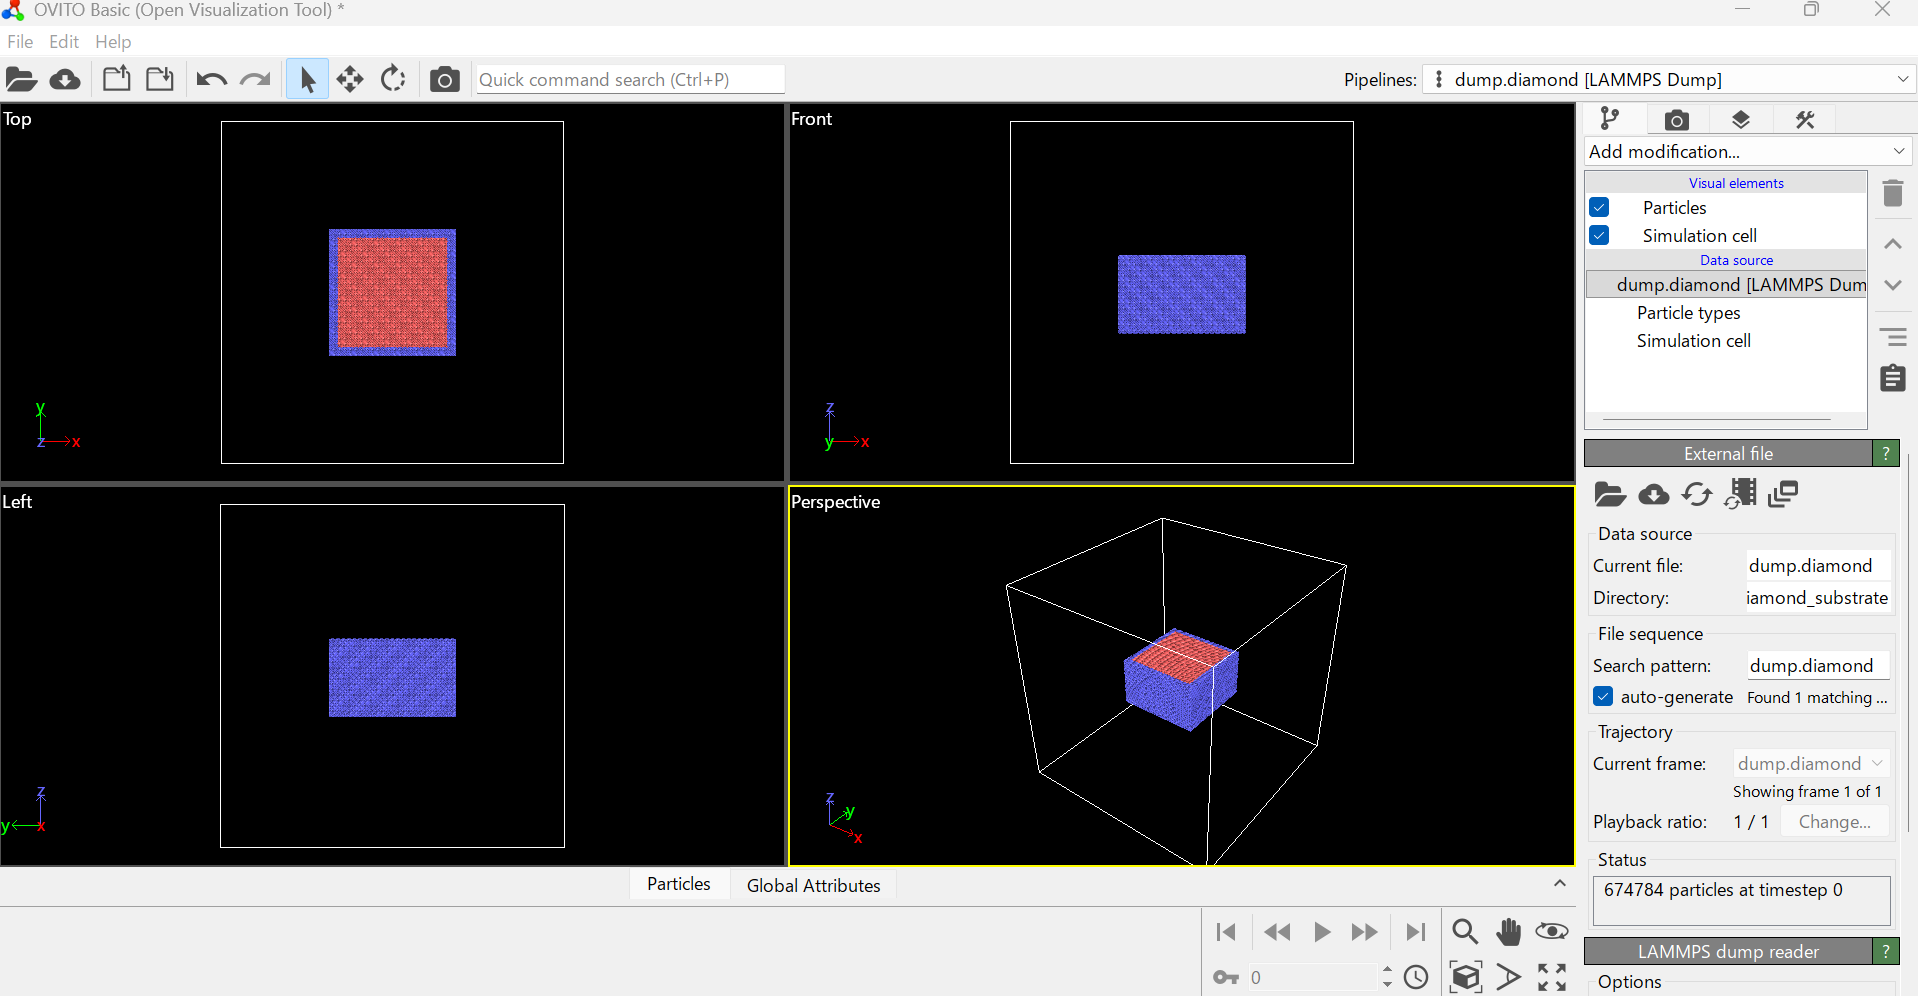 OVITO Basic (Open Visualization Tool) *
File Edit Help
Quick command search (Ctrl+P)
Pipelines: dump.diamond [LAMMPS Dump]
Top
y
z x
Front
z
y x
Left
z
y x
Perspective
z
y
x
Add modification...
Visual elements
Particles
Simulation cell
Data source
dump.diamond [LAMMPS Dum
Particle types
Simulation cell
External file ?
Data source
Current file: dump.diamond
Directory: iamond_substrate
File sequence
Search pattern: dump.diamond
auto-generate Found 1 matching ...
Trajectory
Current frame: dump.diamond
Showing frame 1 of 1
Playback ratio: 1 / 1 Change...
Status
674784 particles at timestep 0
LAMMPS dump reader ?
Options
Particles Global Attributes
0